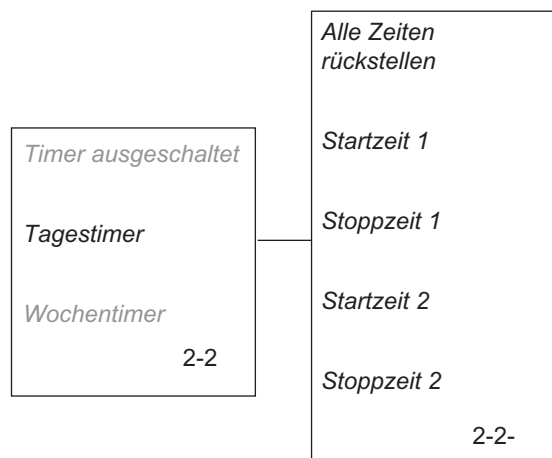 Timer ausgeschaltet
Tagestimer
Wochentimer
2-2
Alle Zeiten
rückstellen
Startzeit 1
Stoppzeit 1
Startzeit 2
Stoppzeit 2
2-2-